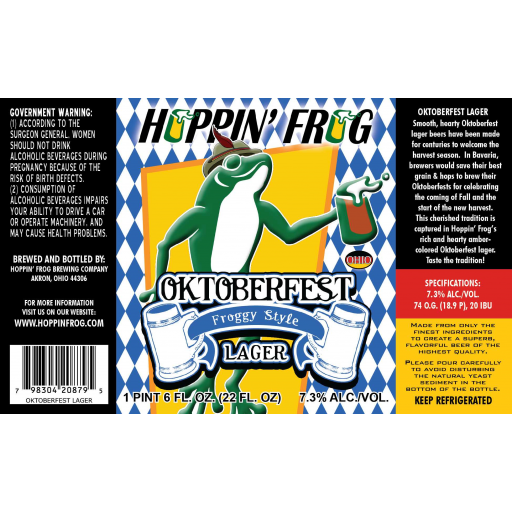 GOVERNMENT WARNING:
(1) ACCORDING TO THE
SURGEON GENERAL, WOMEN
SHOULD NOT DRINK
ALCOHOLIC BEVERAGES DURING
PREGNANCY BECAUSE OF THE
RISK OF BIRTH DEFECTS.
(2) CONSUMPTION OF
ALCOHOLIC BEVERAGES IMPAIRS
YOUR ABILITY TO DRIVE A CAR
OR OPERATE MACHINERY, AND
MAY CAUSE HEALTH PROBLEMS.
BREWED AND BOTTLED BY:
HOPPIN' FROG BREWING COMPANY
AKRON, OHIO 44306
FOR MORE INFORMATION
VISIT US ON OUR WEBSITE:
WWW.HOPPINFROG.COM
7 98304 20879 5
OKTOBERFEST LAGER
HOPPIN' FROG
OHIO
OKTOBERFEST
Froggy Style
LAGER
1 PINT 6 FL. OZ. (22 FL. OZ) 7.3% ALC./VOL.
OKTOBERFEST LAGER
Smooth, hearty Oktoberfest
lager beers have been made
for centuries to welcome the
harvest season. In Bavaria,
brewers would save their best
grain & hops to brew their
Oktoberfests for celebrating
the coming of Fall and the
start of the new harvest.
This cherished tradition is
captured in Hoppin' Frog's
rich and hearty amber-
colored Oktoberfest lager.
Taste the tradition!
SPECIFICATIONS:
7.3% ALC./VOL.
74 O.G. (18.9 P), 20 IBU
MADE FROM ONLY THE
FINEST INGREDIENTS
TO CREATE A SUPERB,
FLAVORFUL BEER OF THE
HIGHEST QUALITY.
PLEASE POUR CAREFULLY
TO AVOID DISTURBING
THE NATURAL YEAST
SEDIMENT IN THE
BOTTOM OF THE BOTTLE.
KEEP REFRIGERATED